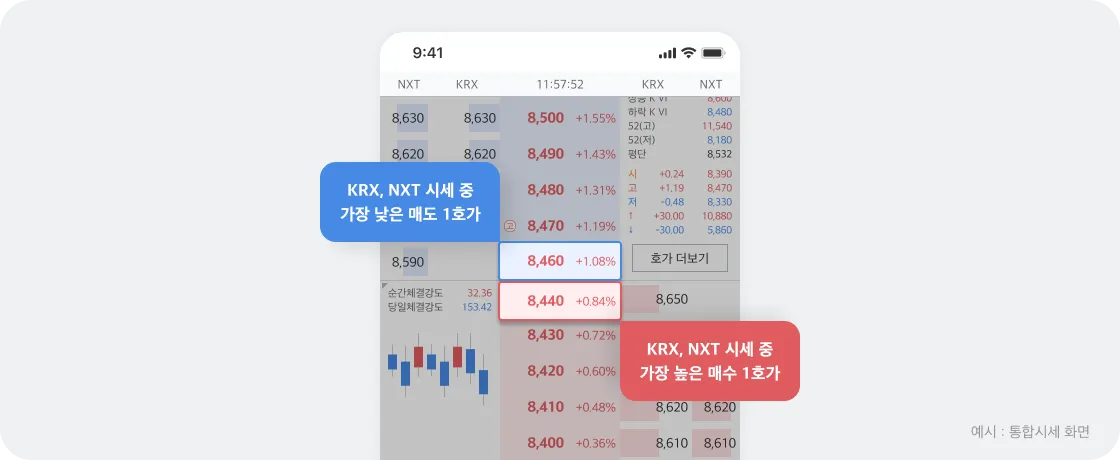 9:41
NXT KRX 11:57:52 KRX NXT
8,600
8,630 8,630 8,500 +1.55% 하락 K VI 8,480
52(고) 11,540
52(저) 8,180
8,620 8,620 8,490 +1.43% 평단 8,532
시 +0.24 8,390
고 +1.19 8,470
저 -0.48 8,330
↑ +30.00 10,880
↓ -30.00 5,860
KRX, NXT 시세 중
가장 낮은 매도 1호가
8,480 +1.31%
고 8,470 +1.19%
8,590 8,460 +1.08% 호가 더보기
순간체결강도 32.36
당일체결강도 153.42
8,440 +0.84% 8,650
8,430 +0.72%
KRX, NXT 시세 중
가장 높은 매수 1호가
8,420 +0.60%
8,410 +0.48% 8,620 8,620
8,400 +0.36% 8,610 8,610
예시 : 통합시세 화면